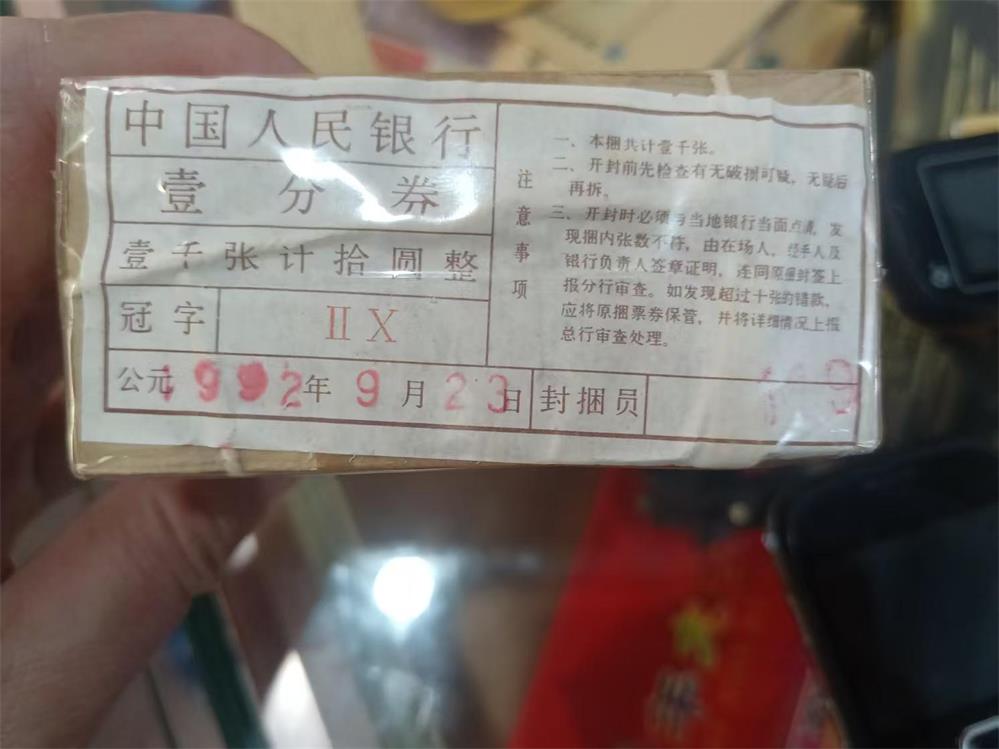 中国人民银行
壹分券
壹千张计拾圆整
冠字 ⅡX
公元1992年9月23日 封捆员
注意事项
一、本捆共计壹千张。
二、开封前先检查有无破损可疑，无疑后
再拆。
三、开封时必须与当地银行当面点清，发
现捆内张数不符，由在场人，经手人及
银行负责人签章证明，连同原捆封签上
报分行审查。如发现超过十张的错款，
应将原捆票券保管，并将详细情况上报
总行审查处理。